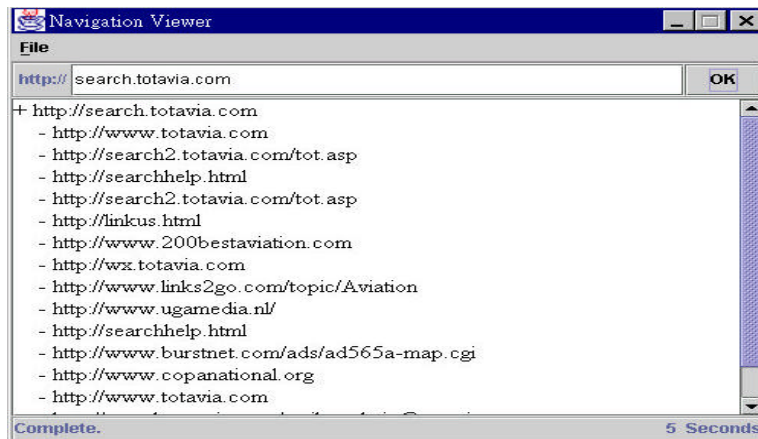 Navigation Viewer
File
http:// search.totavia.com OK
+ http://search.totavia.com
- http://www.totavia.com
- http://search2.totavia.com/tot.asp
- http://searchhelp.html
- http://search2.totavia.com/tot.asp
- http://linkus.html
- http://www.200bestaviation.com
- http://wx.totavia.com
- http://www.links2go.com/topic/Aviation
- http://www.ugamedia.nl/
- http://searchhelp.html
- http://www.burstnet.com/ads/ad565a-map.cgi
- http://www.copanational.org
- http://www.totavia.com
Complete. 5 Seconds